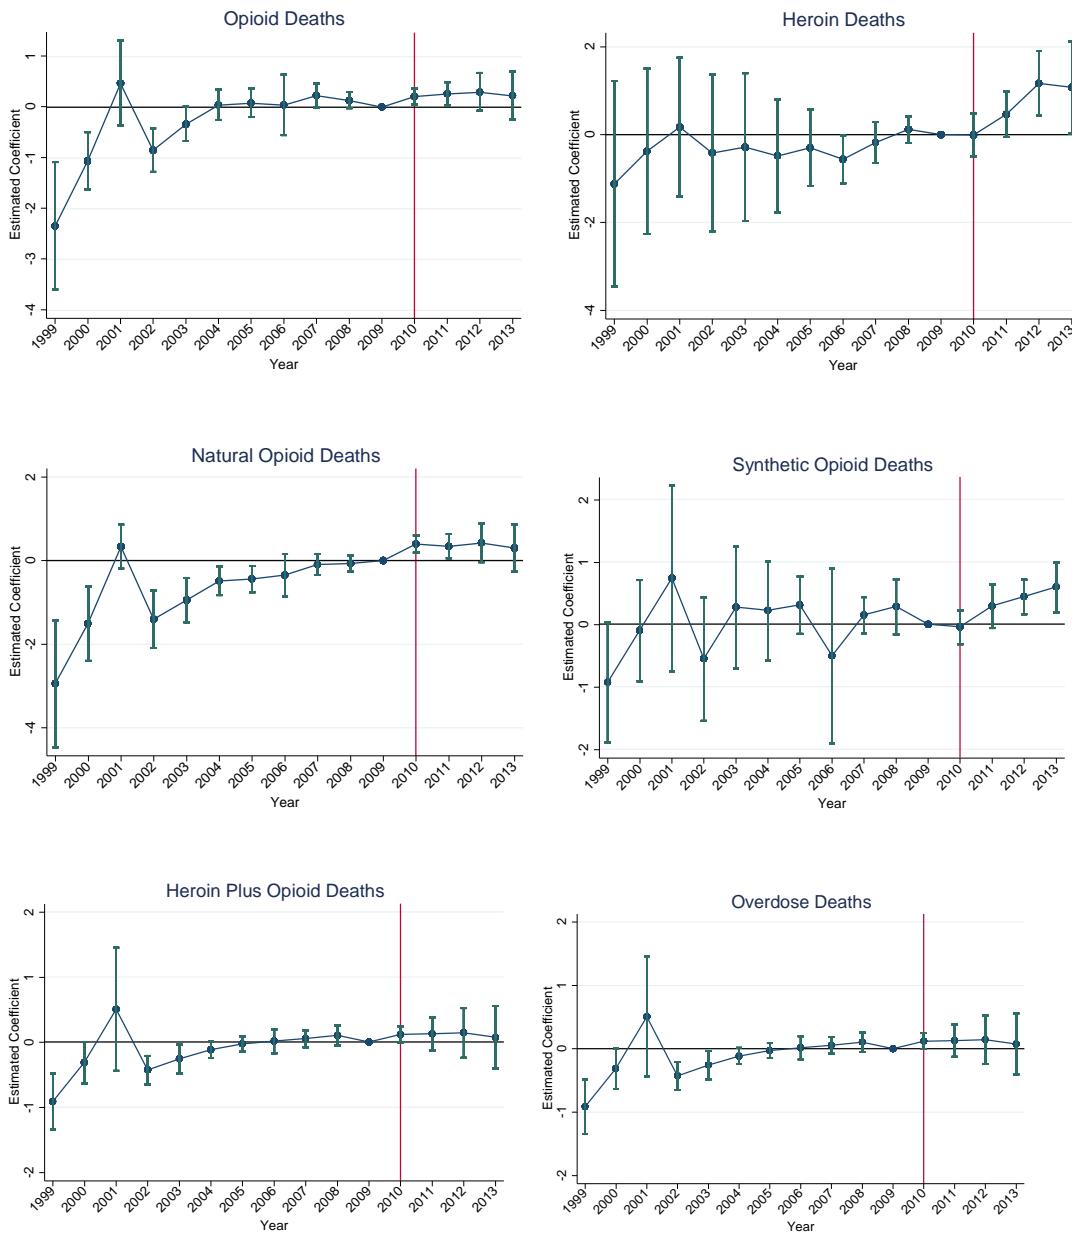 Opioid Deaths
Estimated Coefficient
1
0
-1
-2
-3
-4
1999 2000 2001 2002 2003 2004 2005 2006 2007 2008 2009 2010 2011 2012 2013
Year
Heroin Deaths
Estimated Coefficient
2
0
-2
-4
1999 2000 2001 2002 2003 2004 2005 2006 2007 2008 2009 2010 2011 2012 2013
Year
Natural Opioid Deaths
Estimated Coefficient
2
0
-2
-4
1999 2000 2001 2002 2003 2004 2005 2006 2007 2008 2009 2010 2011 2012 2013
Year
Synthetic Opioid Deaths
Estimated Coefficient
2
1
0
-1
-2
1999 2000 2001 2002 2003 2004 2005 2006 2007 2008 2009 2010 2011 2012 2013
Year
Heroin Plus Opioid Deaths
Estimated Coefficient
2
1
0
-1
-2
1999 2000 2001 2002 2003 2004 2005 2006 2007 2008 2009 2010 2011 2012 2013
Year
Overdose Deaths
Estimated Coefficient
2
1
0
-1
-2
1999 2000 2001 2002 2003 2004 2005 2006 2007 2008 2009 2010 2011 2012 2013
Year